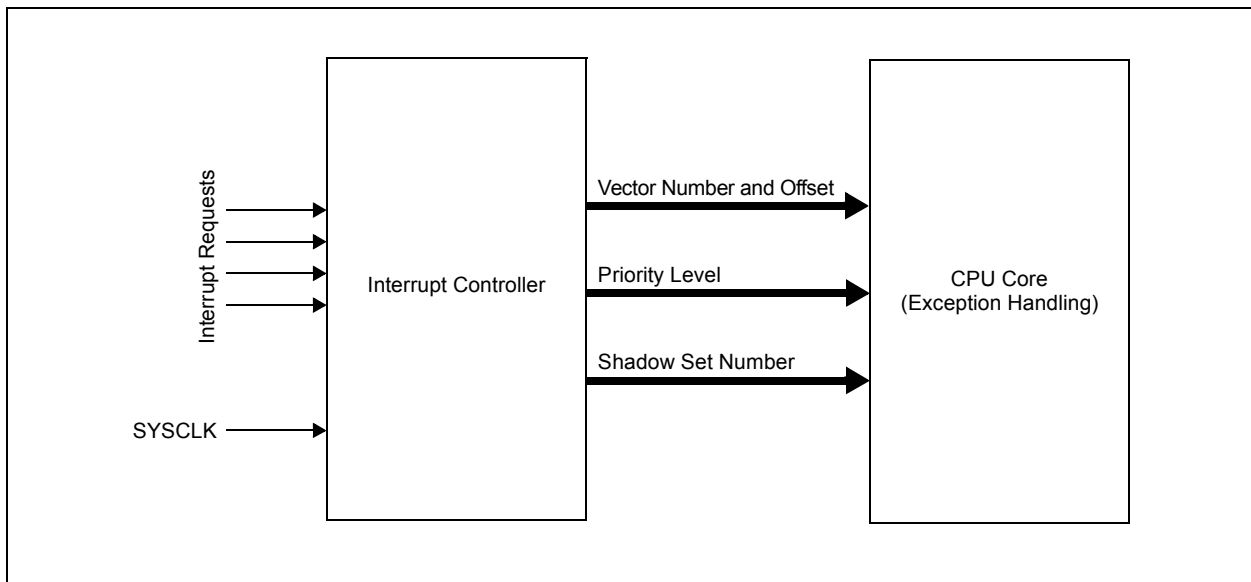 Interrupt Requests
SYSCLK
Interrupt Controller
Vector Number and Offset
Priority Level
Shadow Set Number
CPU Core
(Exception Handling)